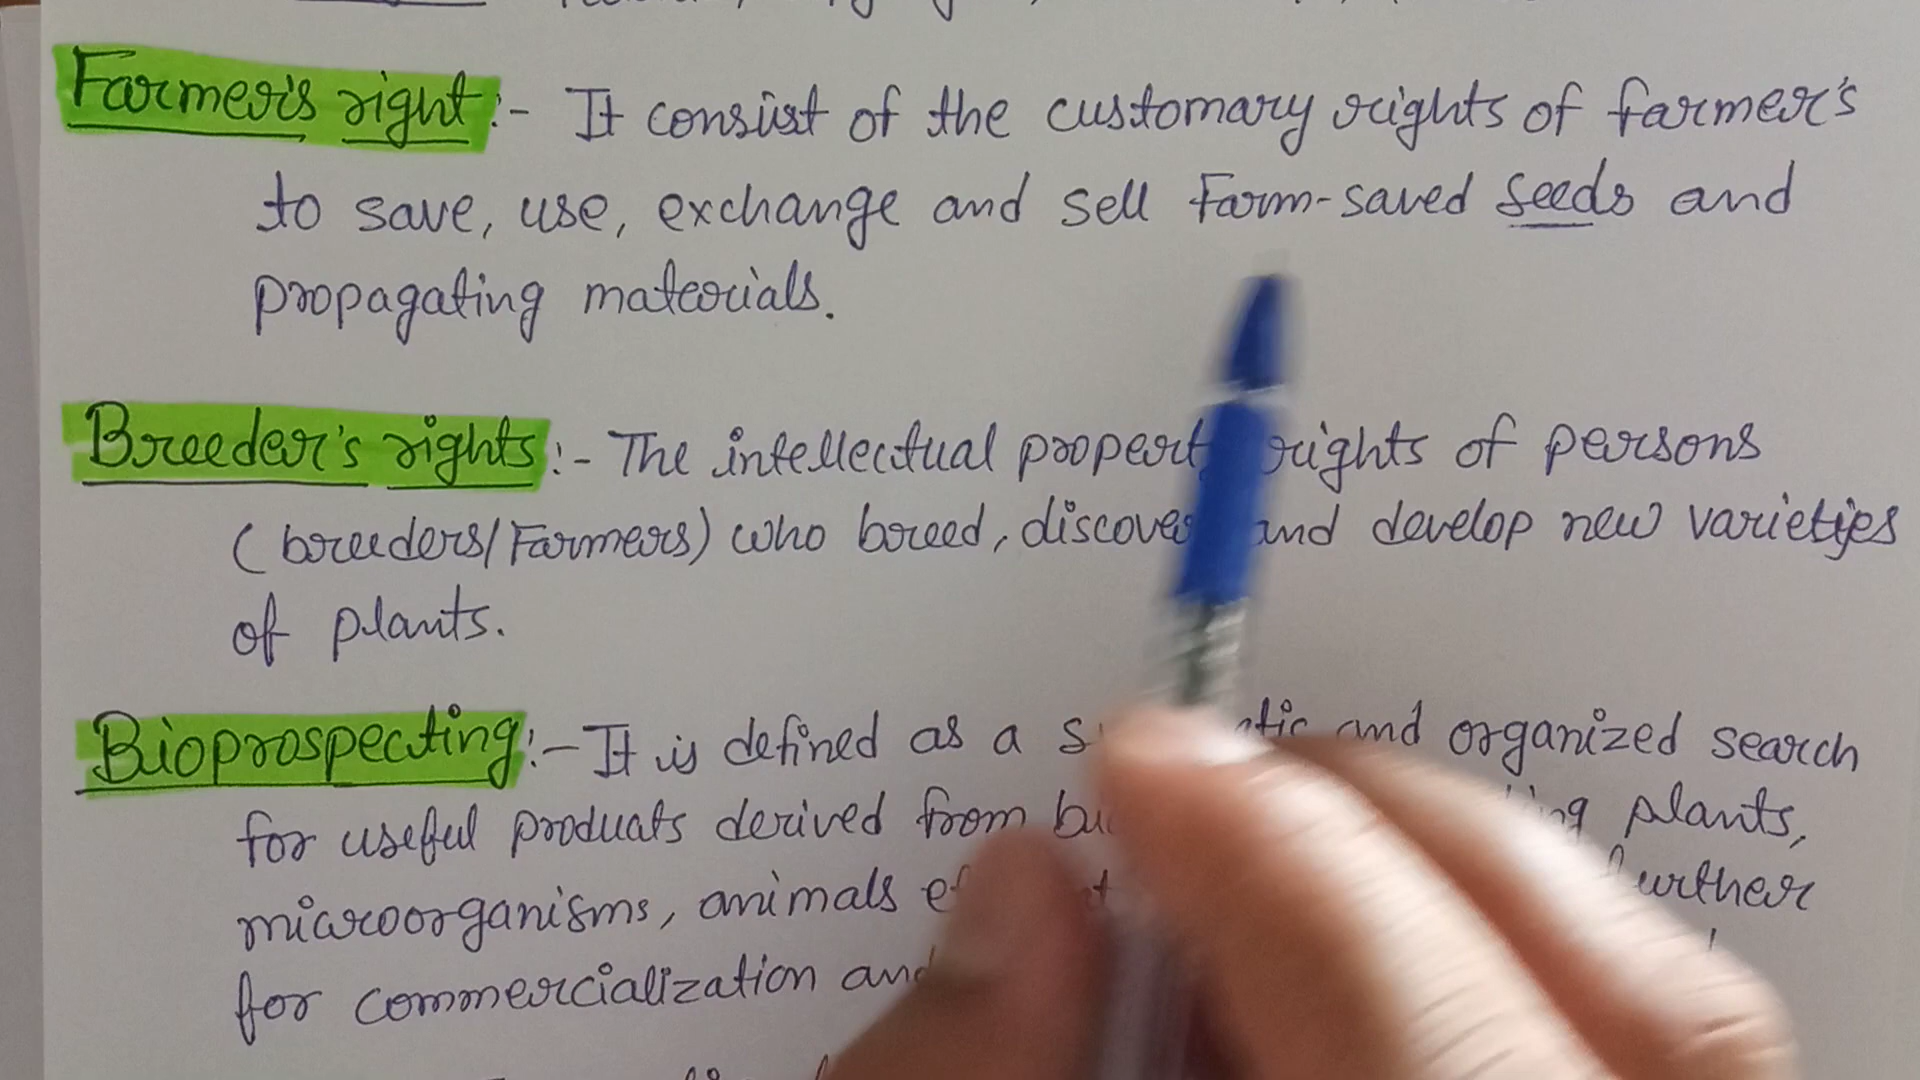 Farmer's right :- It consist of the customary rights of farmer's
to save, use, exchange and sell Farm-saved seeds and
propagating materials.
Breeder's rights :- The intellectual rights of persons
(breeders/Farmers) who breed, and develop new varieties
of plants.
Bioprospecting :- It is defined as a and organized search
for useful products derived from plants,
microorganisms, animals further
for commercialization and